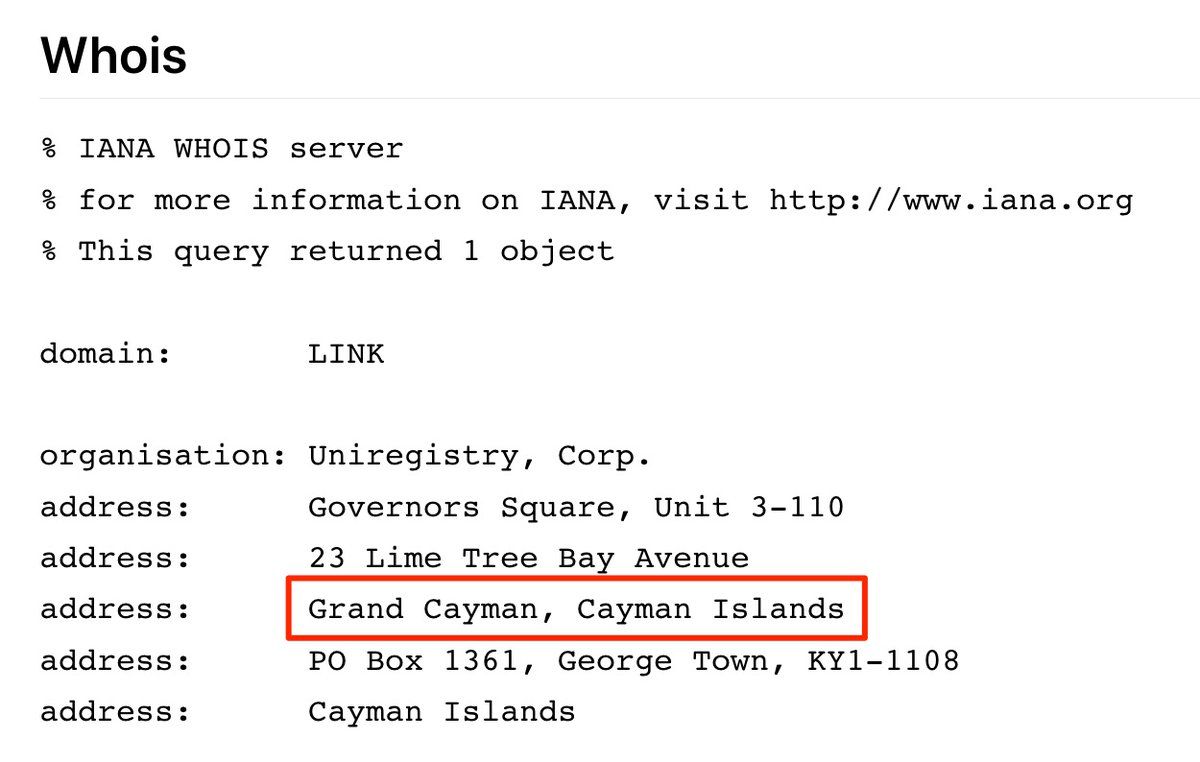 Whois
% IANA WHOIS server
% for more information on IANA, visit http://www.iana.org
% This query returned 1 object
domain: LINK
organisation: Uniregistry, Corp.
address: Governors Square, Unit 3-110
address: 23 Lime Tree Bay Avenue
address: Grand Cayman, Cayman Islands
address: PO Box 1361, George Town, KY1-1108
address: Cayman Islands